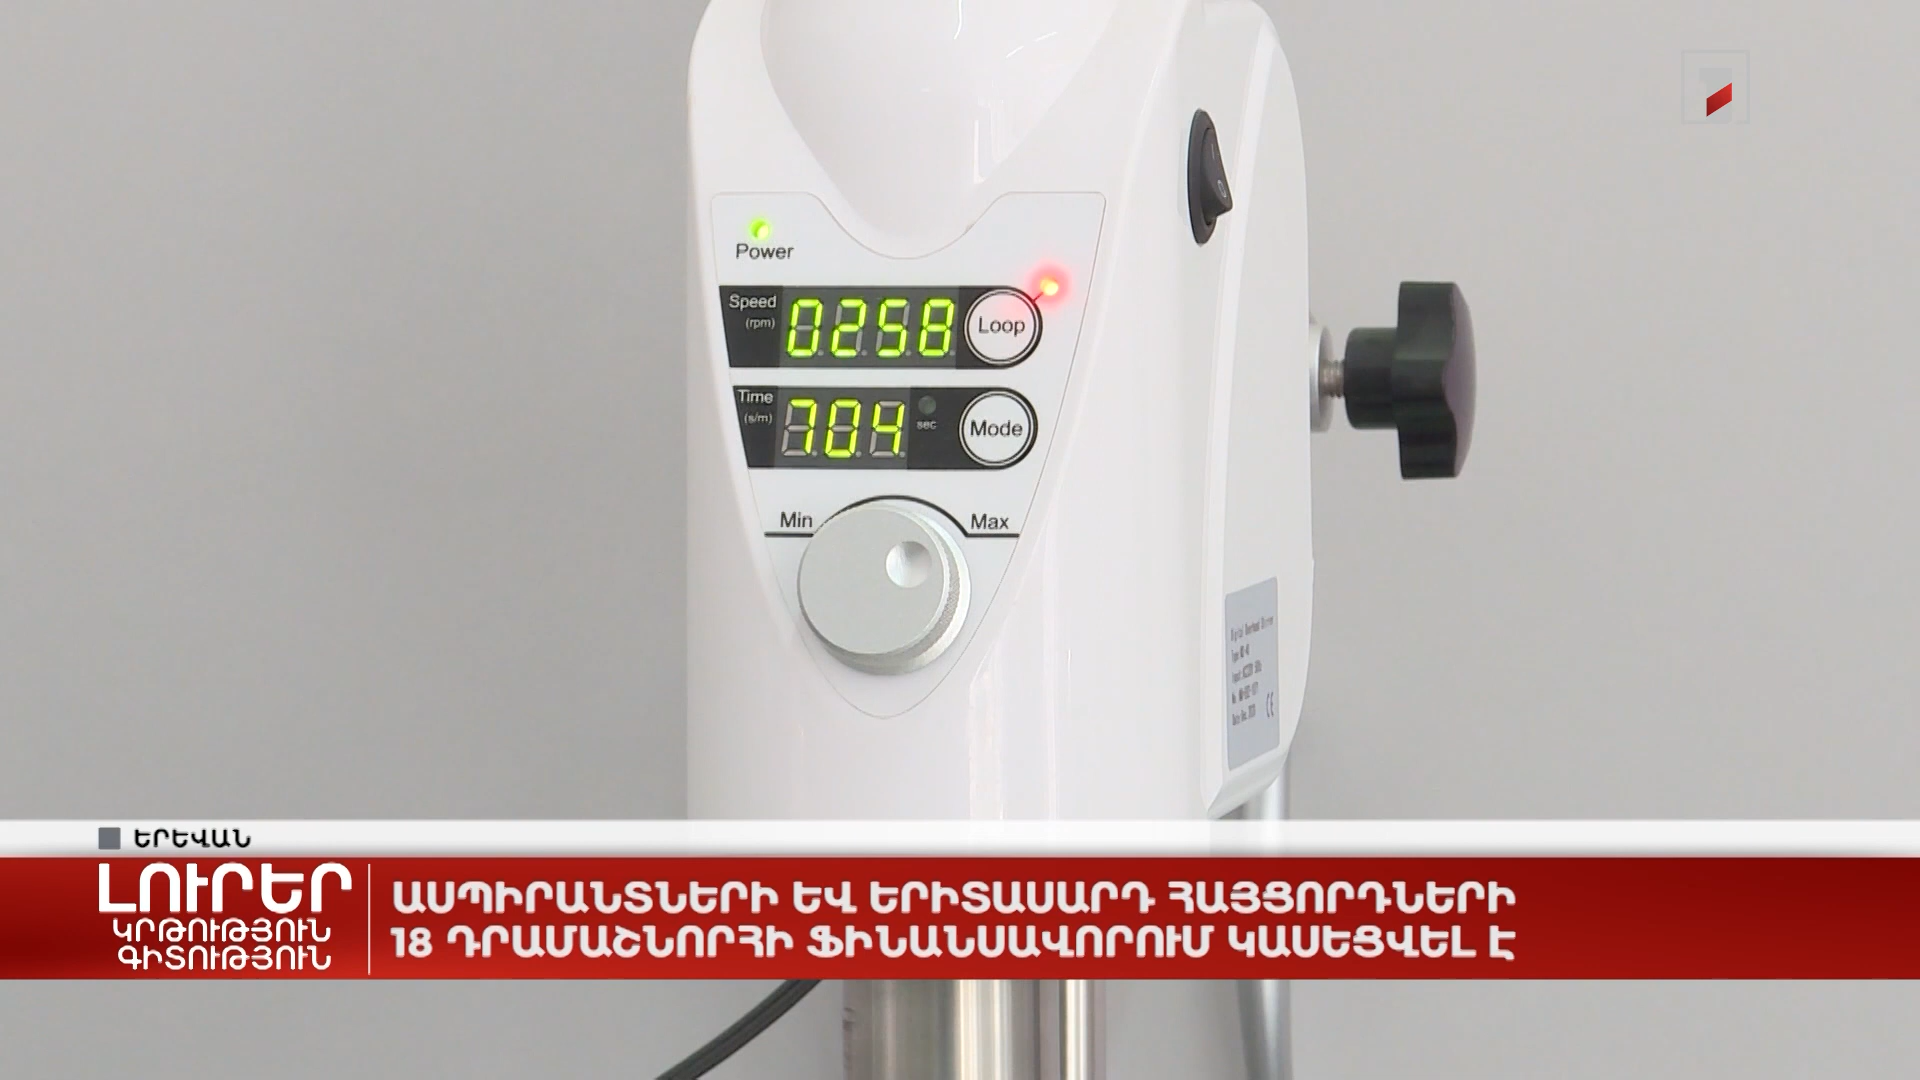 Power
Speed
(rpm)
0258
Loop
Time
(s/m)
704
sec
Mode
Min
Max
CE
ԵՐԵՎԱՆ
ԼՈՒՐԵՐ
ԿՐԹՈՒԹՅՈՒՆ
ԳԻՏՈՒԹՅՈՒՆ
ԱՍՊԻՐԱՆՏՆԵՐԻ ԵՎ ԵՐԻՏԱՍԱՐԴ ՀԱՅՑՈՐԴՆԵՐԻ
18 ԴՐԱՄԱՇՆՈՐՀԻ ՖԻՆԱՆՍԱՎՈՐՈՒՄ ԿԱՍԵՑՎԵԼ Է